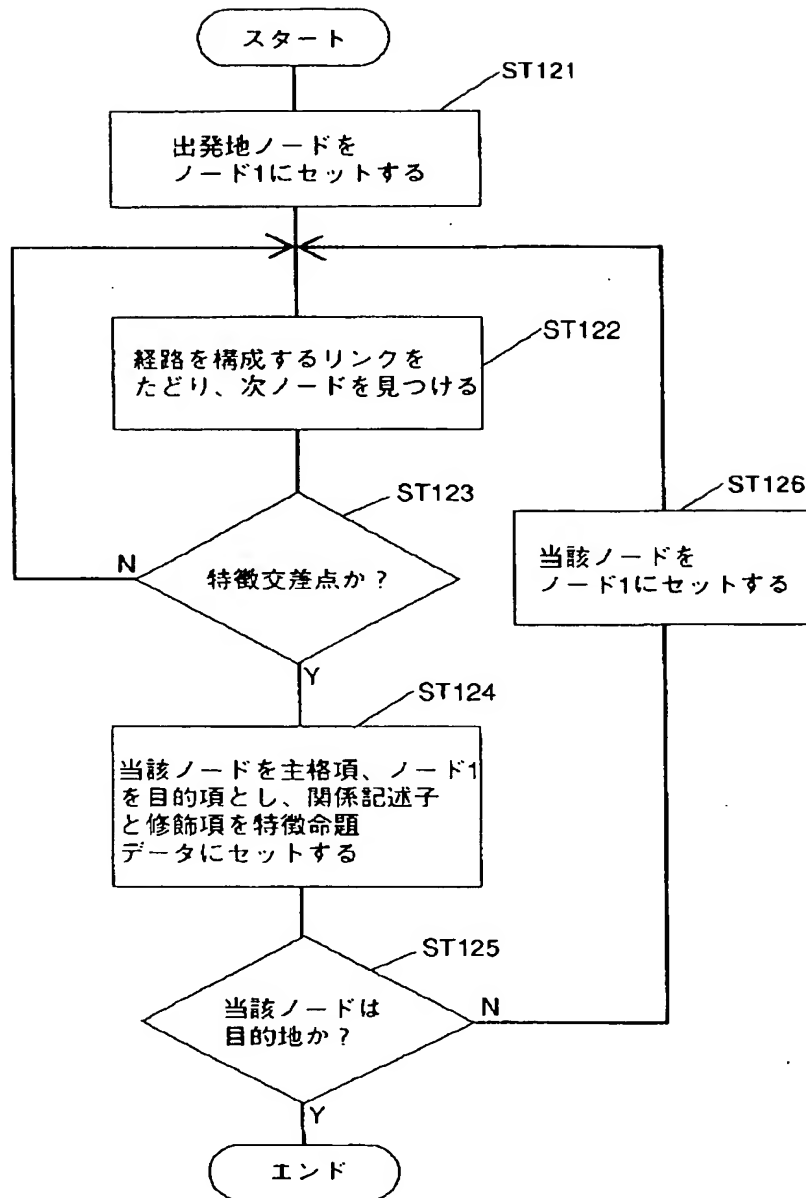 スタート
ST121
出発地ノードを
ノード1にセットする
ST122
経路を構成するリンクを
たどり、次ノードを見つける
ST123
特徴交差点か？
N
Y
ST126
当該ノードを
ノード1にセットする
ST124
当該ノードを主格項、ノード1
を目的項とし、関係記述子
と修飾項を特徴命題
データにセットする
ST125
当該ノードは
目的地か？
N
Y
エンド